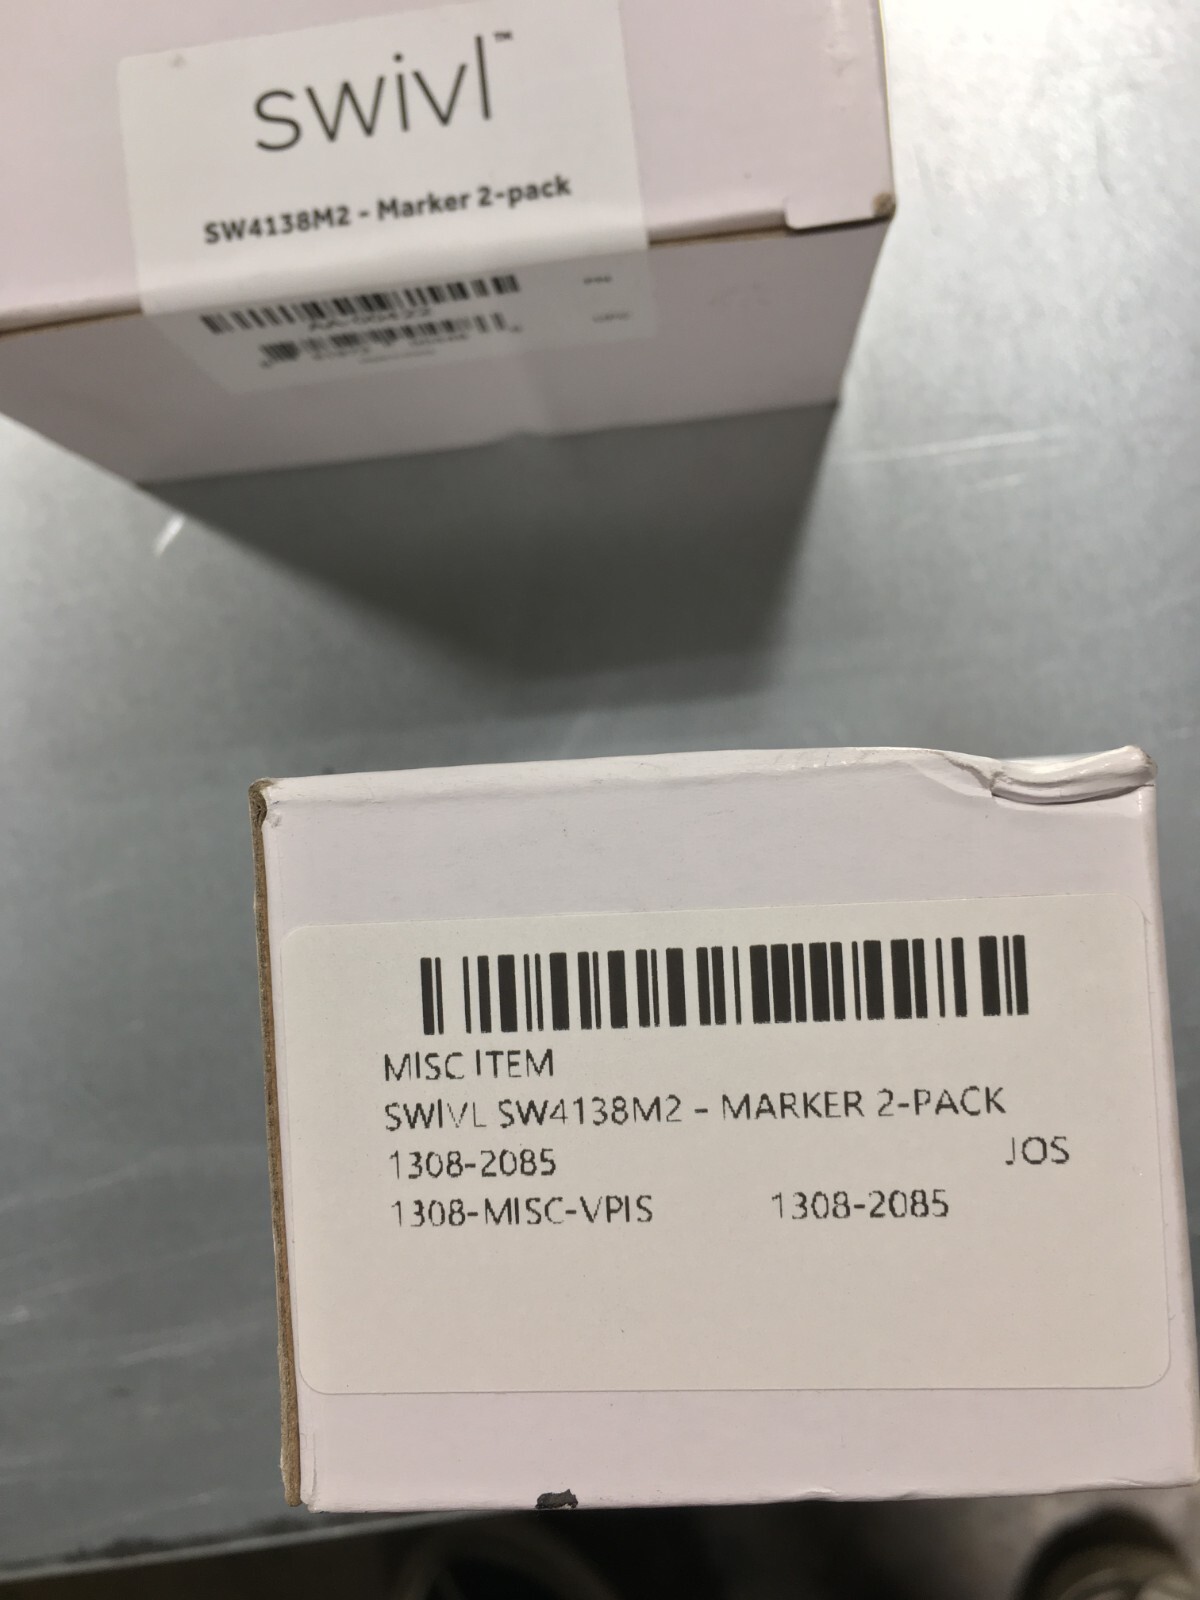 swivl™
SW4138M2 - Marker 2-pack
MISC ITEM
SWIVL SW4138M2 - MARKER 2-PACK
1308-2085 JOS
1308-MISC-VPIS 1308-2085